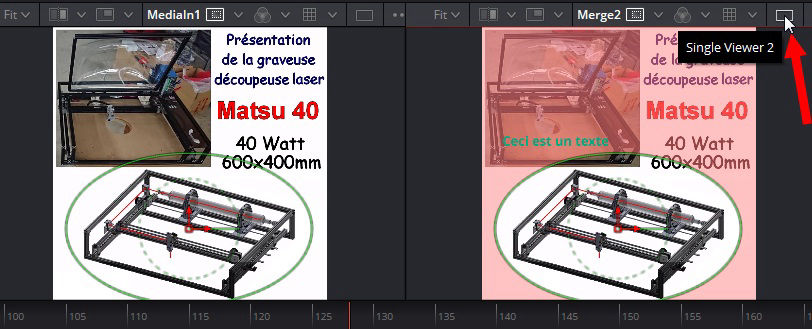 Fit
MediaIn1
Fit
Merge2
Single Viewer 2
Présentation
de la graveuse
découpeuse laser
Matsu 40
40 Watt
600x400mm
Présentation
de la graveuse
découpeuse laser
Matsu 40
Ceci est un texte
40 Watt
600x400mm
100 105 110 115 120 125 130 135 140 145 150 155 160